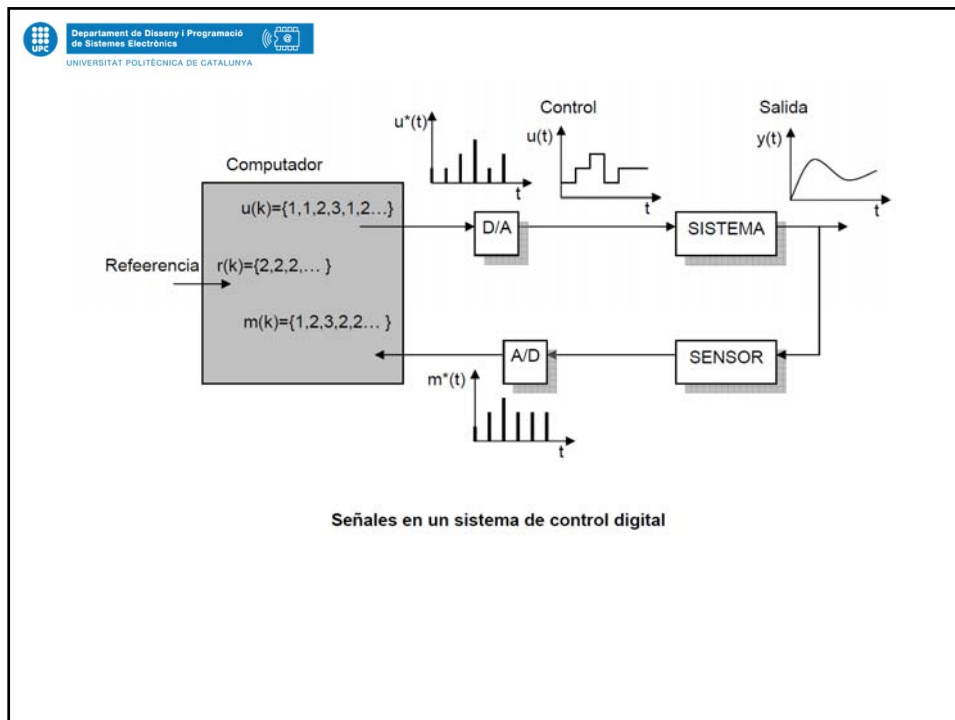 UPC
Departament de Disseny i Programació
de Sistemes Electrònics
@
UNIVERSITAT POLITÈCNICA DE CATALUNYA
Control
Salida
u*(t)
u(t)
y(t)
t
t
t
Computador
u(k)={1,1,2,3,1,2...}
D/A
SISTEMA
Refeerencia
r(k)={2,2,2,... }
m(k)={1,2,3,2,2... }
A/D
SENSOR
m*(t)
t
Señales en un sistema de control digital